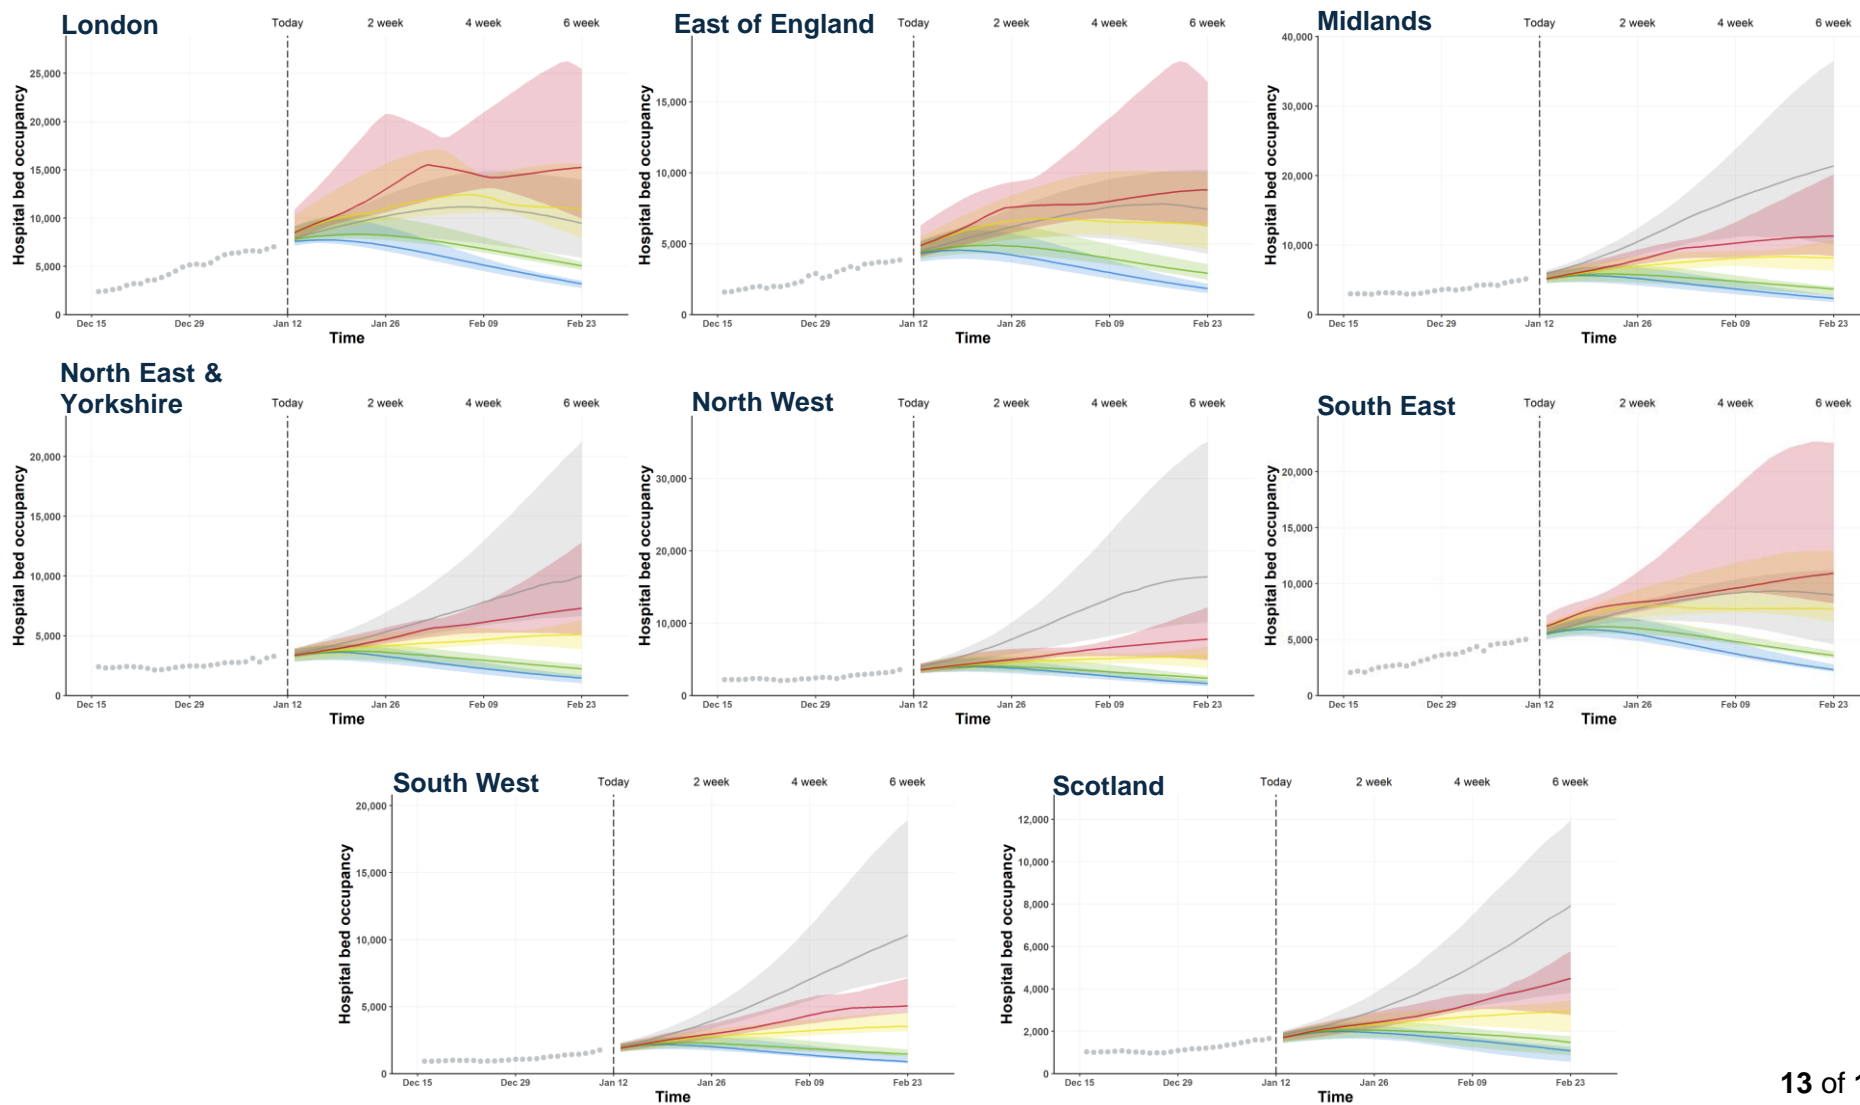 London
Today 2 week 4 week 6 week
Hospital bed occupancy
25,000
20,000
15,000
10,000
5,000
0
Dec 15 Dec 29 Jan 12 Jan 26 Feb 09 Feb 23
Time
East of England
Today 2 week 4 week 6 week
Hospital bed occupancy
15,000
10,000
5,000
0
Dec 15 Dec 29 Jan 12 Jan 26 Feb 09 Feb 23
Time
Midlands
Today 2 week 4 week 6 week
Hospital bed occupancy
40,000
30,000
20,000
10,000
0
Dec 15 Dec 29 Jan 12 Jan 26 Feb 09 Feb 23
Time
North East &
Yorkshire
Today 2 week 4 week 6 week
Hospital bed occupancy
20,000
15,000
10,000
5,000
0
Dec 15 Dec 29 Jan 12 Jan 26 Feb 09 Feb 23
Time
North West
Today 2 week 4 week 6 week
Hospital bed occupancy
30,000
20,000
10,000
0
Dec 15 Dec 29 Jan 12 Jan 26 Feb 09 Feb 23
Time
South East
Today 2 week 4 week 6 week
Hospital bed occupancy
20,000
15,000
10,000
5,000
0
Dec 15 Dec 29 Jan 12 Jan 26 Feb 09 Feb 23
Time
South West
Today 2 week 4 week 6 week
Hospital bed occupancy
20,000
15,000
10,000
5,000
0
Dec 15 Dec 29 Jan 12 Jan 26 Feb 09 Feb 23
Time
Scotland
Today 2 week 4 week 6 week
Hospital bed occupancy
12,000
10,000
8,000
6,000
4,000
2,000
0
Dec 15 Dec 29 Jan 12 Jan 26 Feb 09 Feb 23
Time
13 of